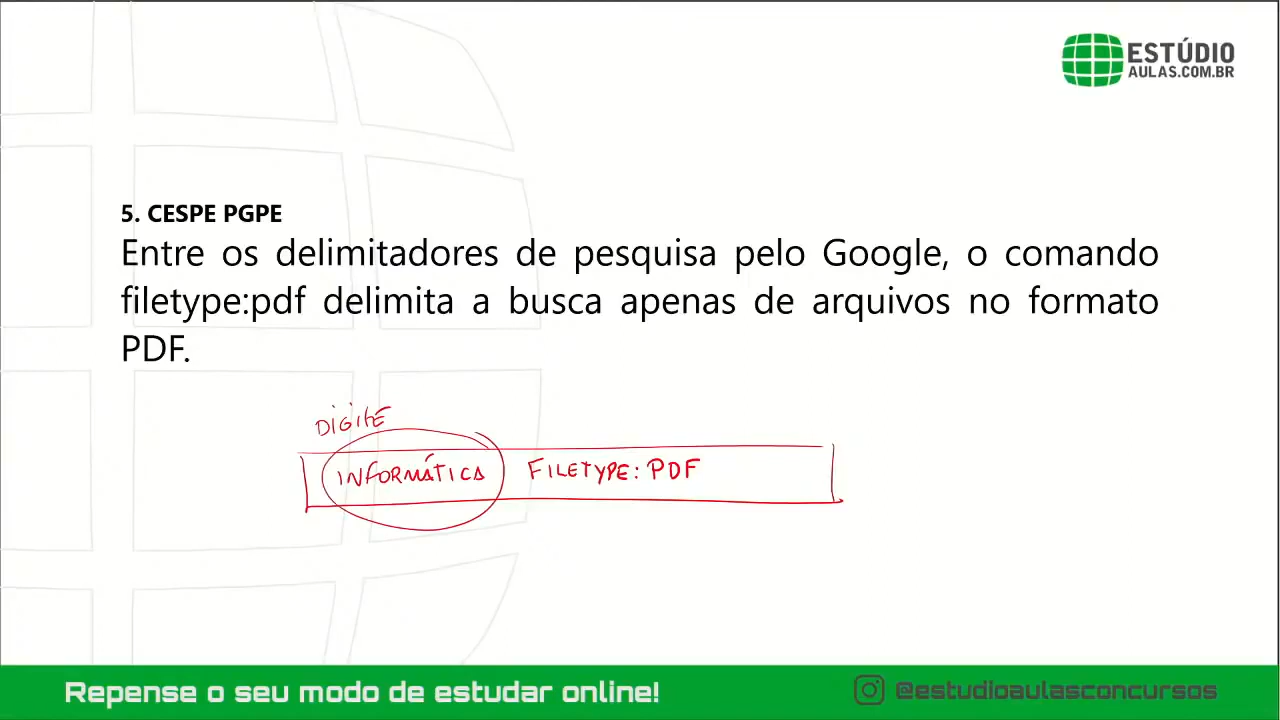 ESTÚDIO
AULAS.COM.BR
5. CESPE PGPE
Entre os delimitadores de pesquisa pelo Google, o comando
filetype:pdf delimita a busca apenas de arquivos no formato
PDF.
DIGITE
INFORMÁTICA FILETYPE: PDF
Repense o seu modo de estudar online!
@estudioaulasconcursos